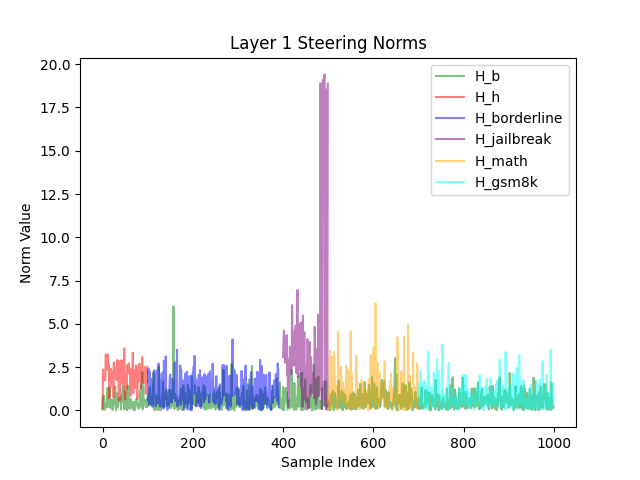 Layer 1 Steering Norms
20.0
17.5
15.0
12.5
10.0
7.5
5.0
2.5
0.0
Norm Value
0 200 400 600 800 1000
Sample Index
H_b
H_h
H_borderline
H_jailbreak
H_math
H_gsm8k